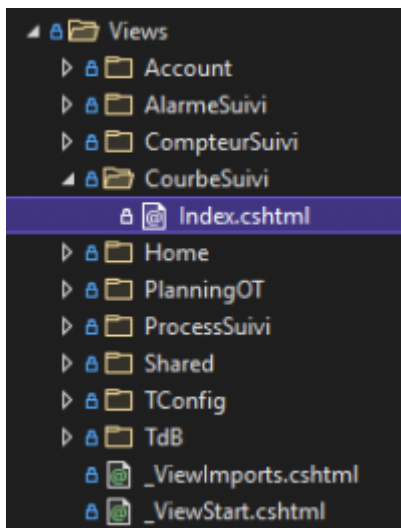 Views
Account
AlarmeSuivi
CompteurSuivi
CourbeSuivi
Index.cshtml
Home
PlanningOT
ProcessSuivi
Shared
TConfig
TdB
_ViewImports.cshtml
_ViewStart.cshtml